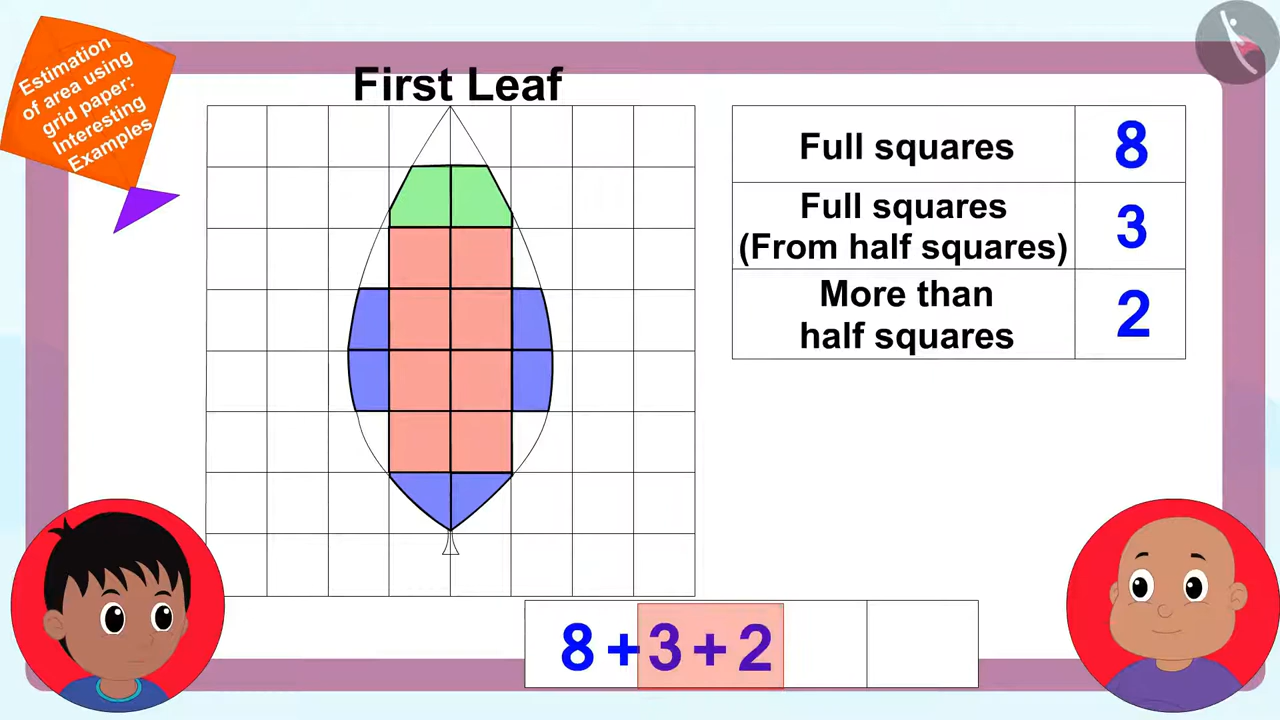 Estimation
of area using
grid paper:
Interesting
Examples
First Leaf
Full squares 8
Full squares
(From half squares) 3
More than
half squares 2
8+3+2